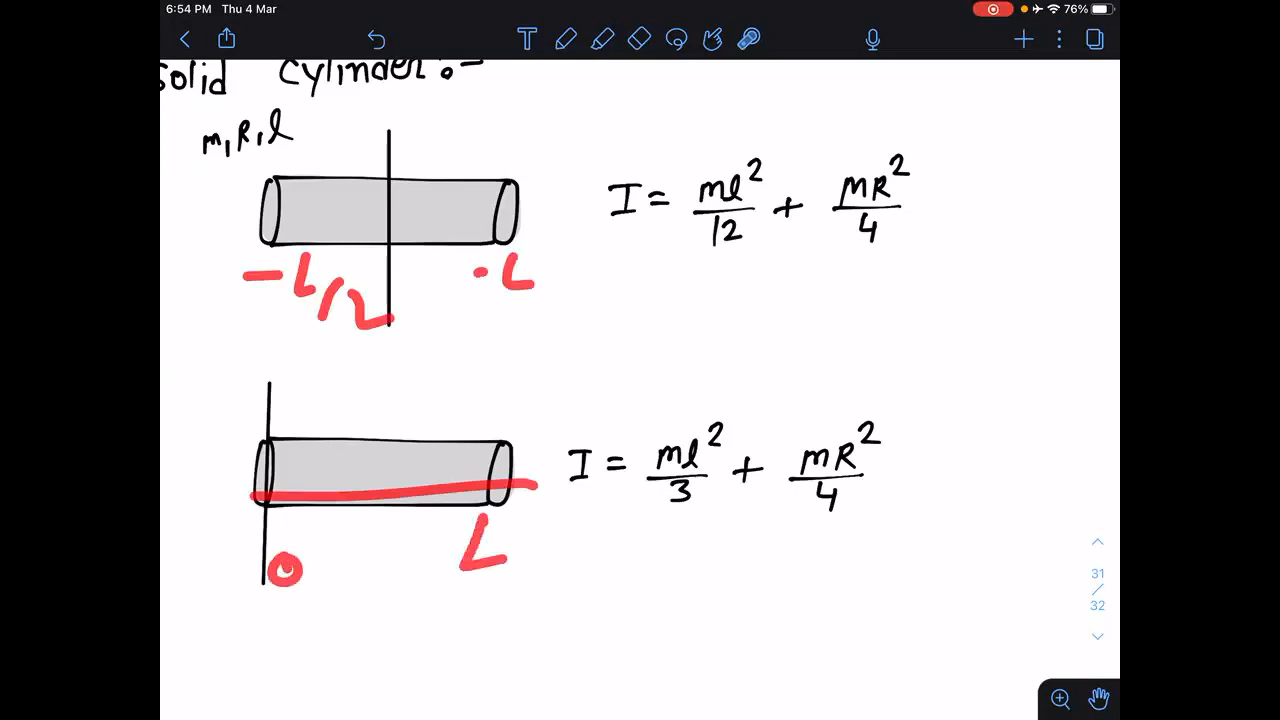 6:54 PM Thu 4 Mar 76%
Solid Cylinder :-
m, R, l
I = ml²/12 + MR²/4
-L/2 - L
I = ml²/3 + MR²/4
0 L
31
/
32